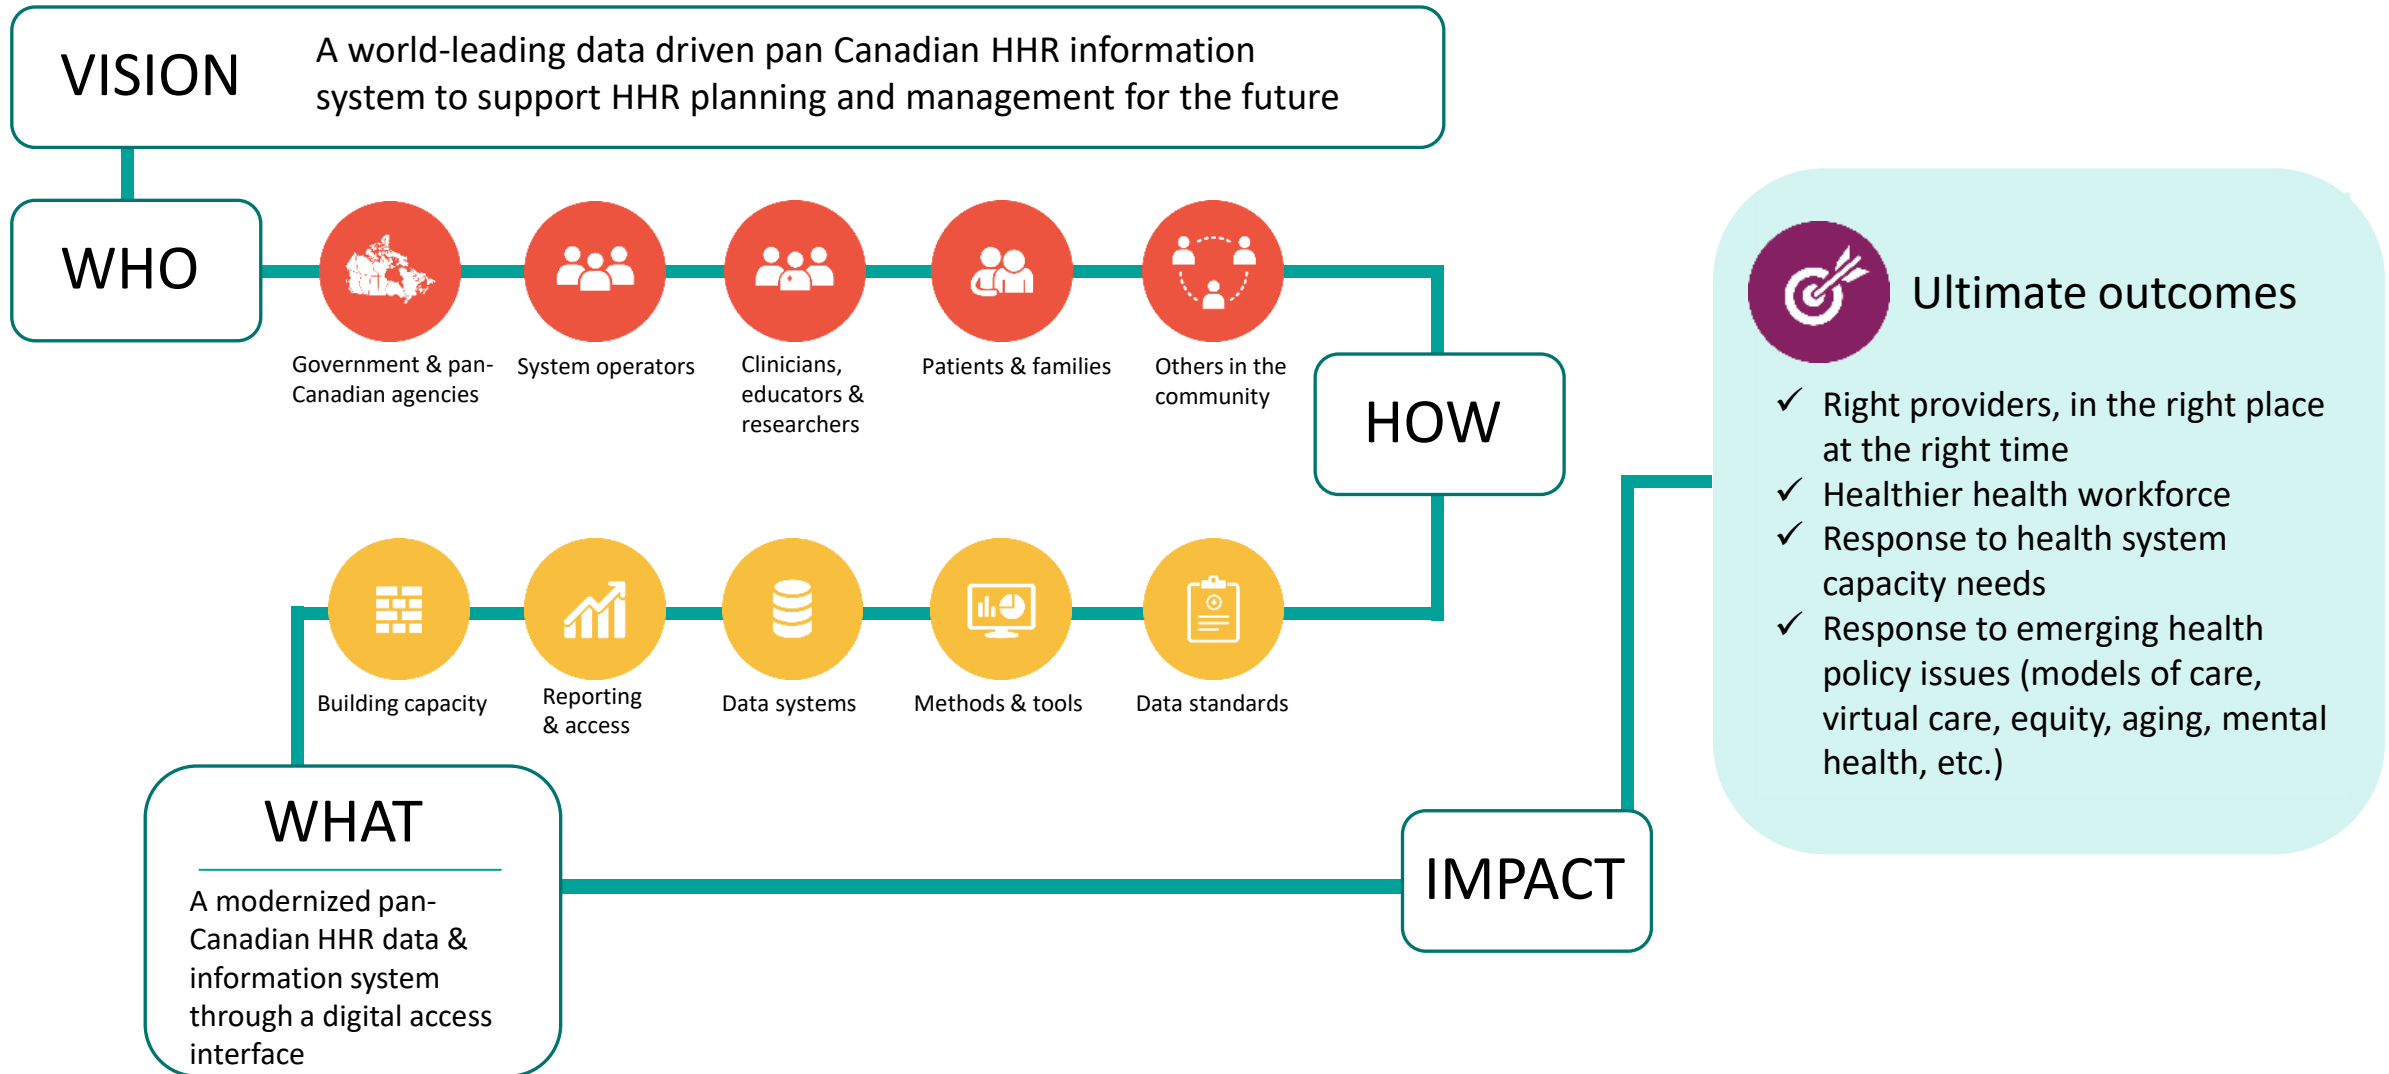 VISION
A world-leading data driven pan Canadian HHR information
system to support HHR planning and management for the future
WHO
Government & pan-
Canadian agencies
System operators
Clinicians,
educators &
researchers
Patients & families
Others in the
community
HOW
Building capacity
Reporting
& access
Data systems
Methods & tools
Data standards
WHAT
A modernized pan-
Canadian HHR data &
information system
through a digital access
interface
IMPACT
Ultimate outcomes
✓ Right providers, in the right place
at the right time
✓ Healthier health workforce
✓ Response to health system
capacity needs
✓ Response to emerging health
policy issues (models of care,
virtual care, equity, aging, mental
health, etc.)